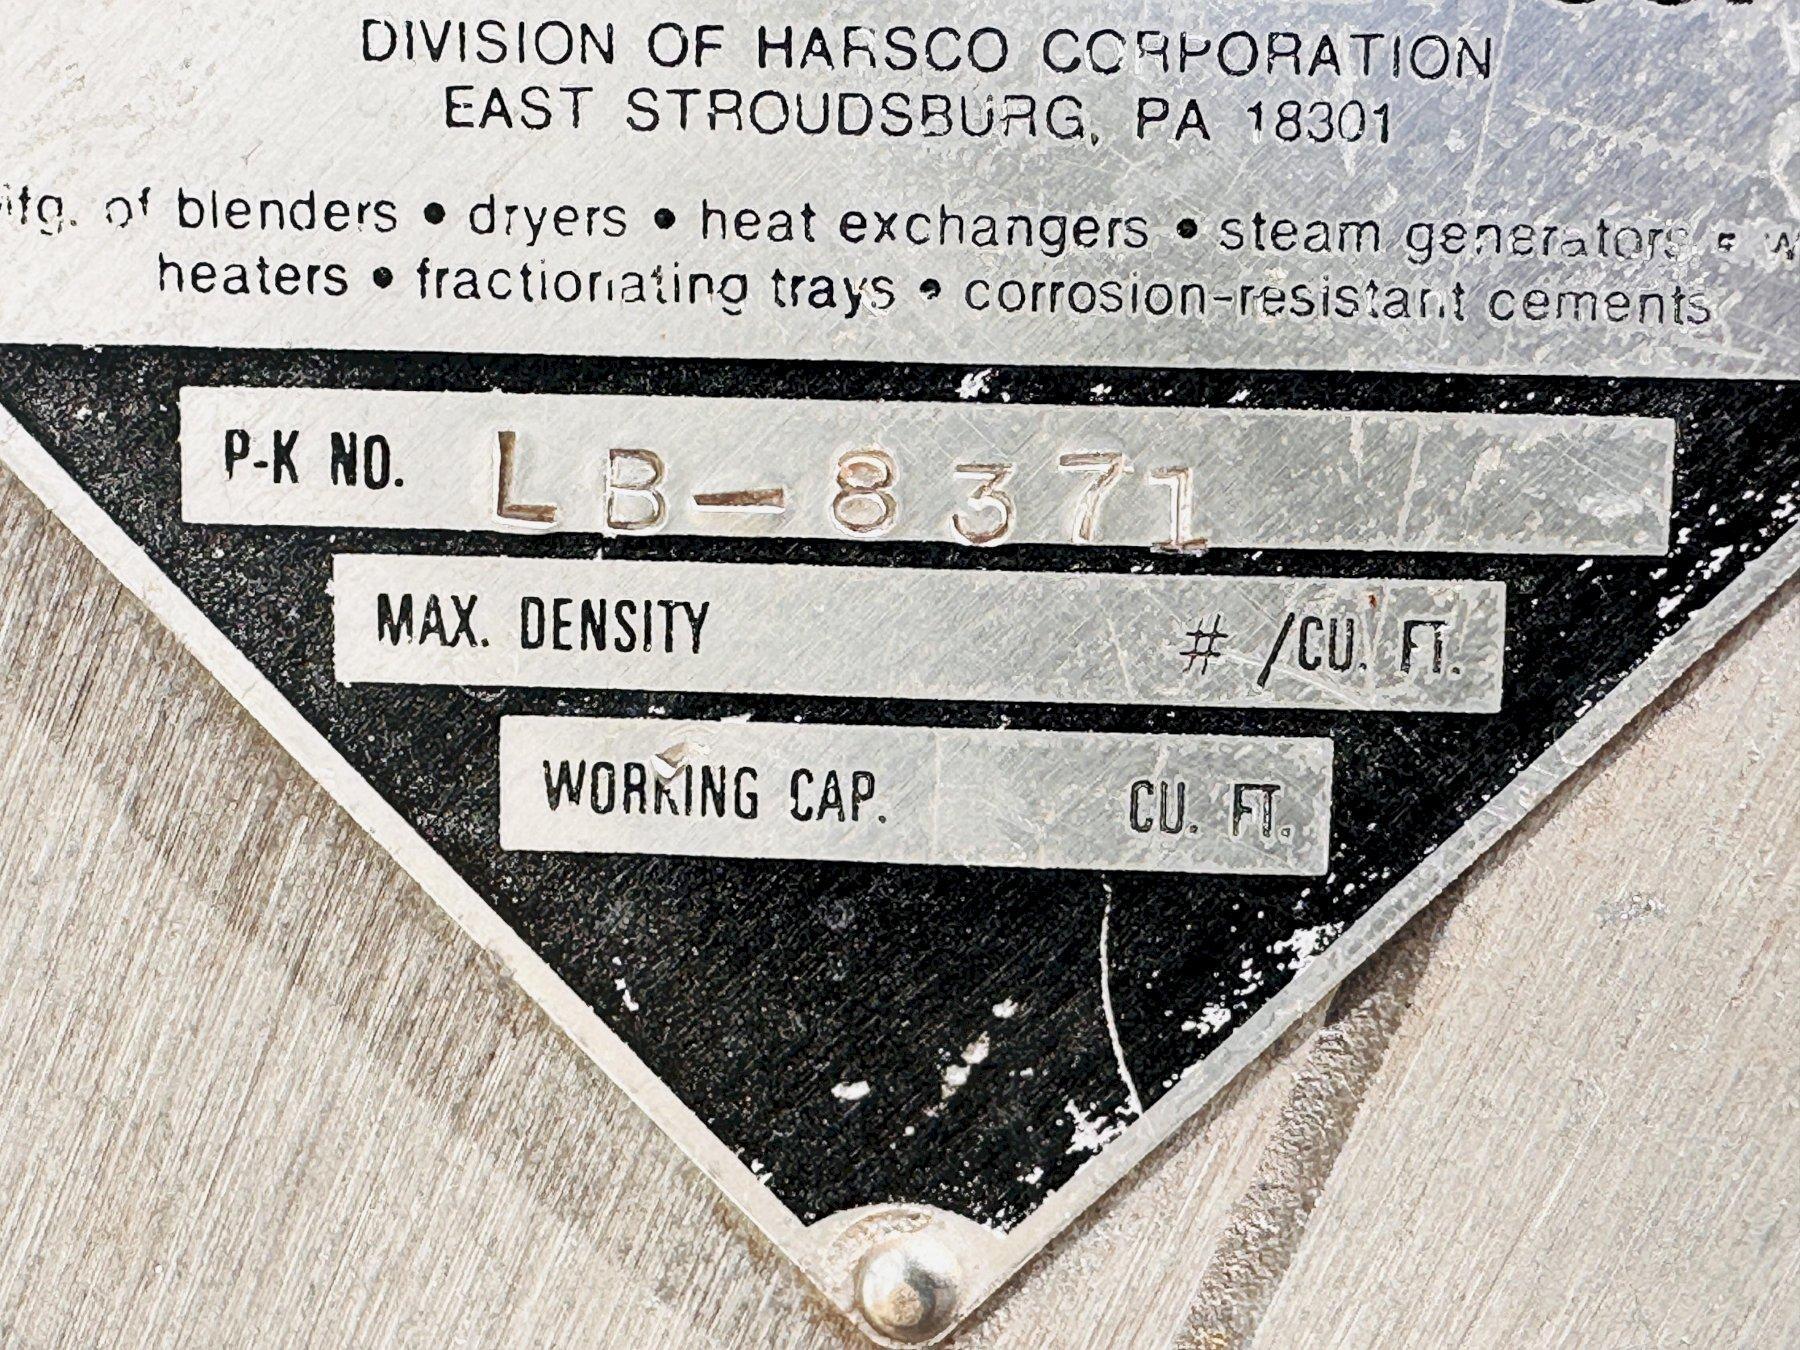 DIVISION OF HARSCO CORPORATION
EAST STROUDSBURG, PA 18301
of blenders • dryers • heat exchangers • steam generators •
heaters • fractionating trays • corrosion-resistant cements
P-K NO. LB-8371
MAX. DENSITY # /CU. FT.
WORKING CAP. CU. FT.